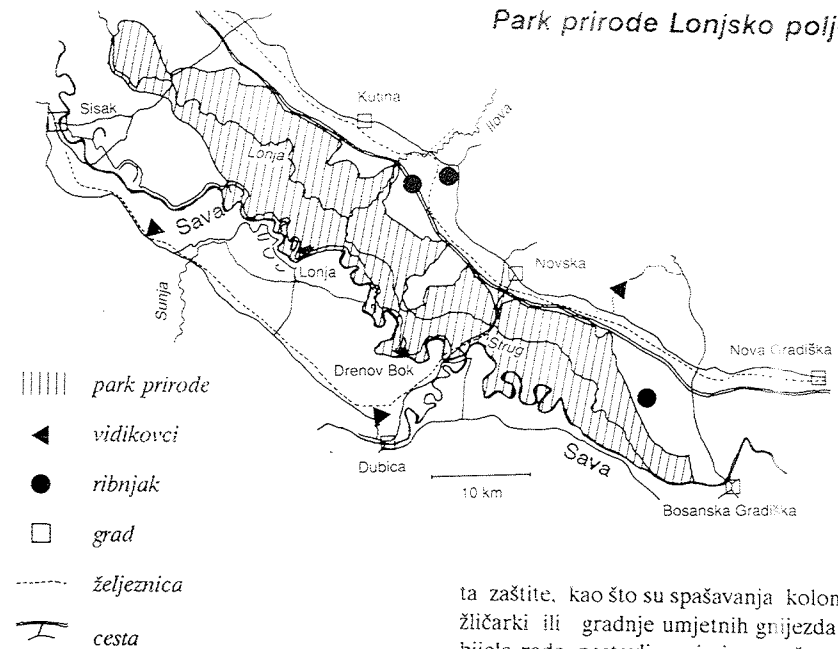 Park prirode Lonjsko polj
Kutina
Ilova
Sisak
Lonja
Sava
Lonja
Sunja
Novska
Strug
Nova Gradiška
Drenov Bok
Dubica
Sava
10 km
Bosanska Gradiška
park prirode
vidikovci
ribnjak
grad
željeznica
cesta
ta zaštite, kao što su spašavanja kolon
žličarki ili gradnje umjetnih gnijezda